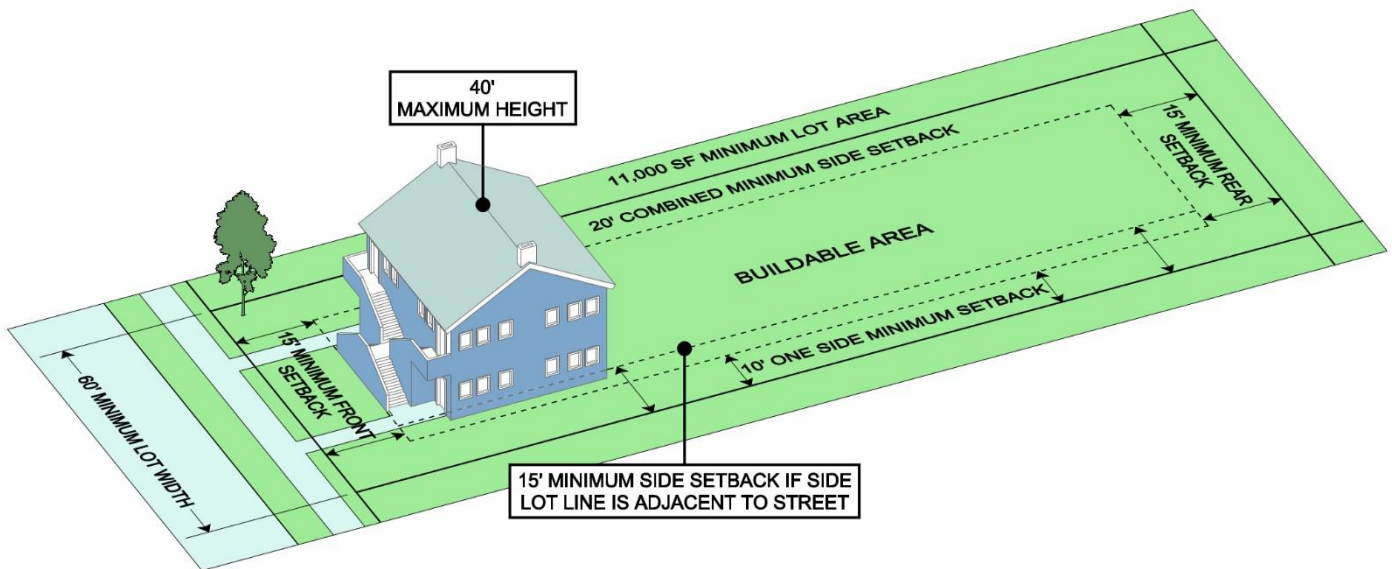 40'
MAXIMUM HEIGHT
11,000 SF MINIMUM LOT AREA
20' COMBINED MINIMUM SIDE SETBACK
15' MINIMUM REAR
SETBACK
BUILDABLE AREA
10' ONE SIDE MINIMUM SETBACK
15' MINIMUM FRONT
SETBACK
60' MINIMUM LOT WIDTH
15' MINIMUM SIDE SETBACK IF SIDE
LOT LINE IS ADJACENT TO STREET